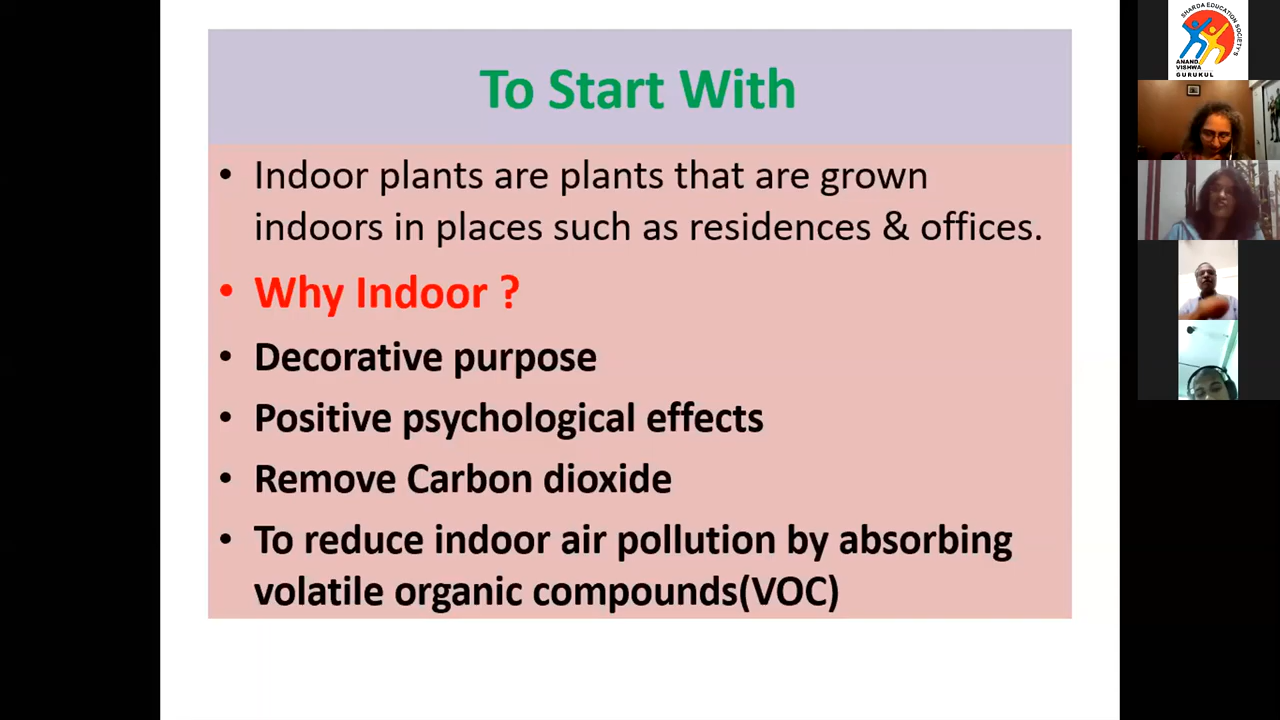 To Start With
• Indoor plants are plants that are grown
indoors in places such as residences & offices.
• Why Indoor ?
• Decorative purpose
• Positive psychological effects
• Remove Carbon dioxide
• To reduce indoor air pollution by absorbing
volatile organic compounds(VOC)
SHARDA EDUCATION SOCIETY'S
ANAND
VISHWA
GURUKUL